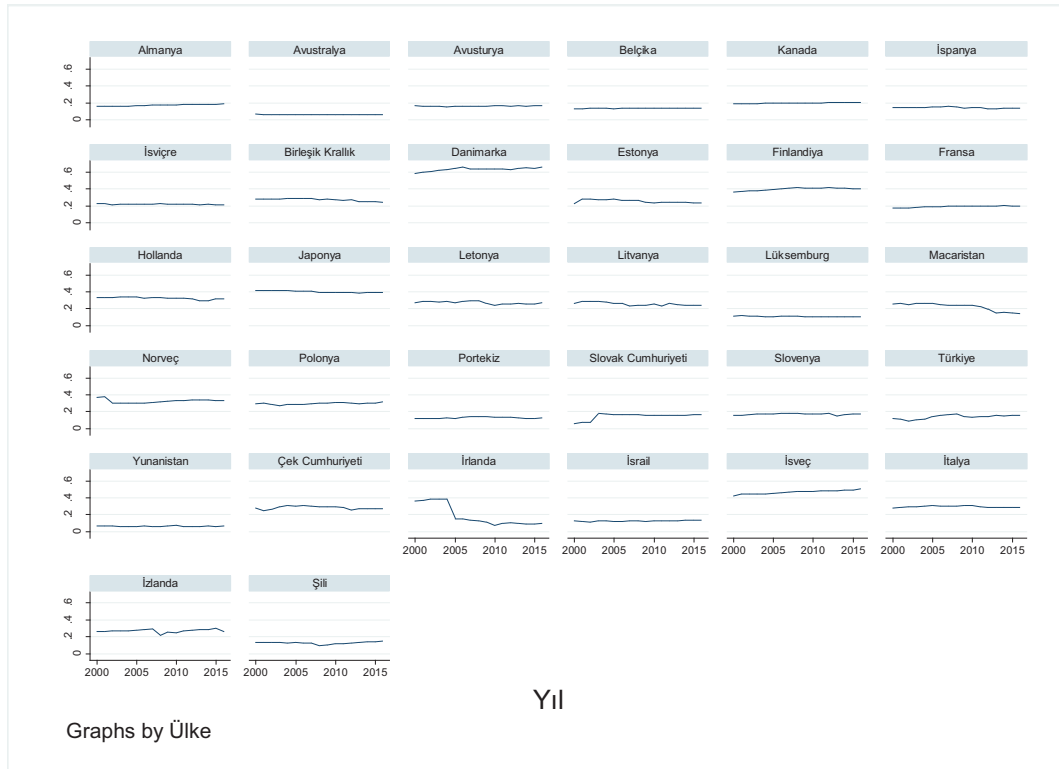 Almanya Avustralya Avusturya Belçika Kanada İspanya
0 .2 .4 .6
İsviçre Birleşik Krallık Danimarka Estonya Finlandiya Fransa
0 .2 .4 .6
Hollanda Japonya Letonya Litvanya Lüksemburg Macaristan
0 .2 .4 .6
Norveç Polonya Portekiz Slovak Cumhuriyeti Slovenya Türkiye
0 .2 .4 .6
Yunanistan Çek Cumhuriyeti İrlanda İsrail İsveç İtalya
0 .2 .4 .6
2000 2005 2010 2015 2000 2005 2010 2015 2000 2005 2010 2015 2000 2005 2010 2015
İzlanda Şili
0 .2 .4 .6
2000 2005 2010 2015 2000 2005 2010 2015
Yıl
Graphs by Ülke